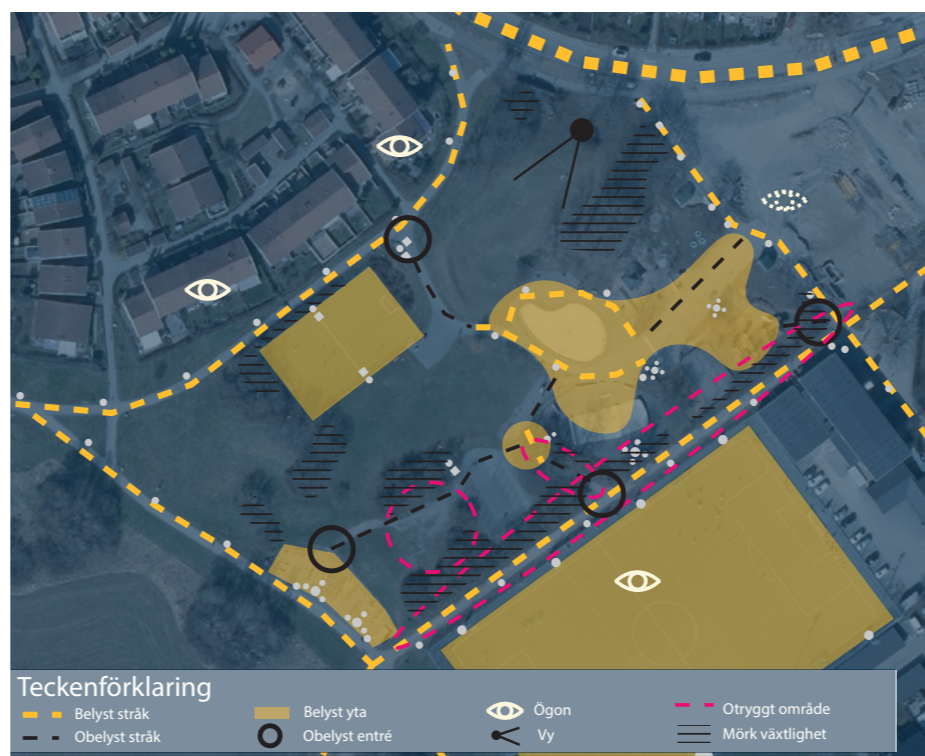 Teckenförklaring
Belyst stråk
Belyst yta
Ögon
Otryggt område
Obelyst stråk
Obelyst entré
Vy
Mörk växtlighet